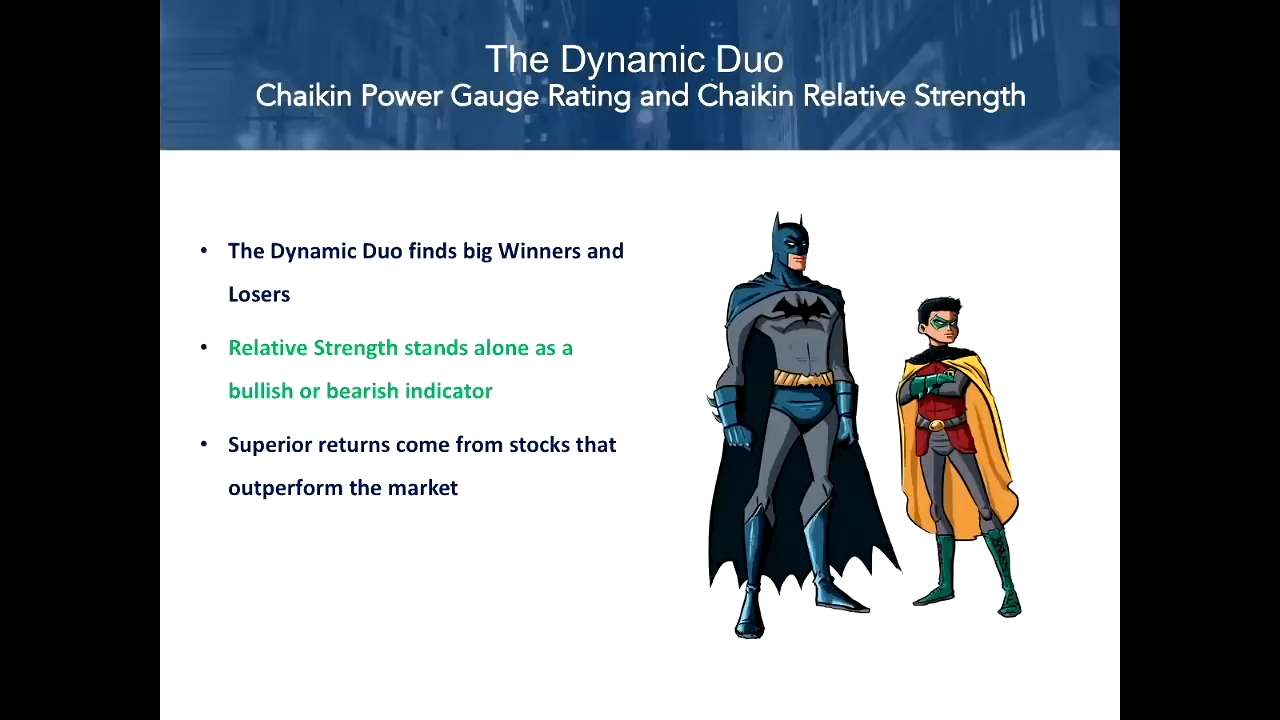 The Dynamic Duo
Chaikin Power Gauge Rating and Chaikin Relative Strength
• The Dynamic Duo finds big Winners and
Losers
• Relative Strength stands alone as a
bullish or bearish indicator
• Superior returns come from stocks that
outperform the market